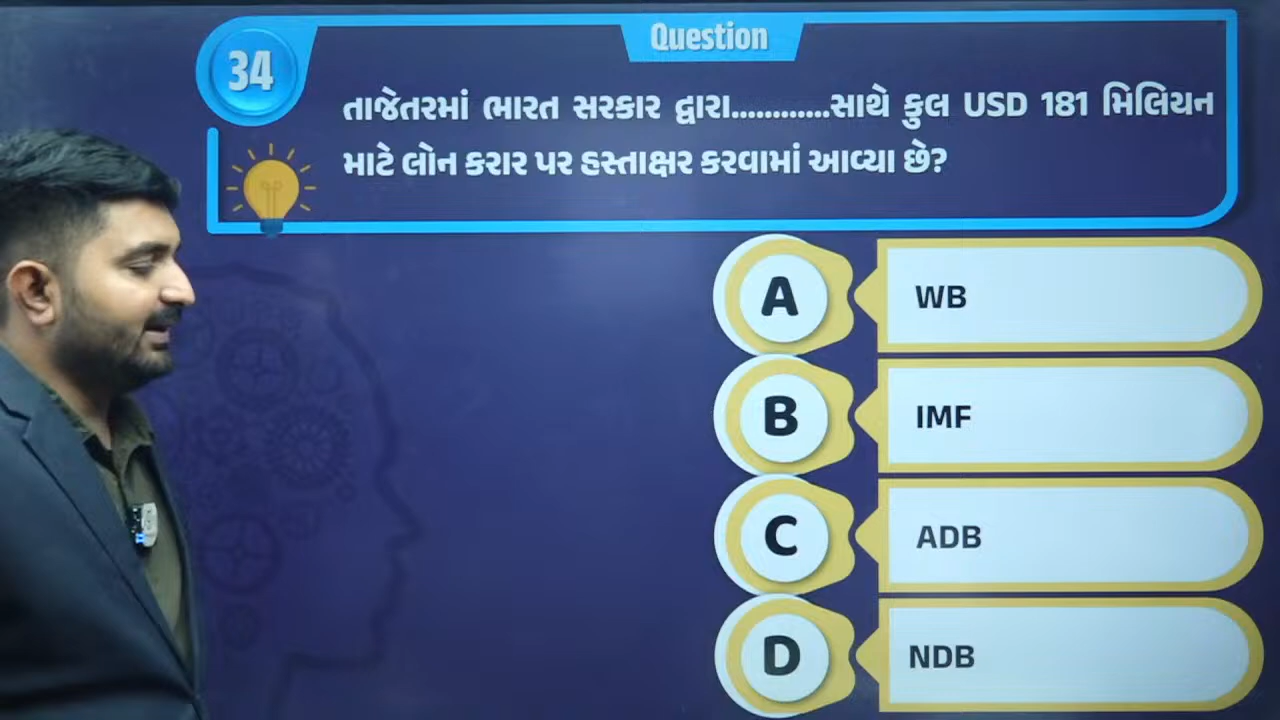 Question
34
તાજેતરમાં ભારત સરકાર દ્વારા............સાથે કુલ USD 181 મિલિયન
માટે લોન કરાર પર હસ્તાક્ષર કરવામાં આવ્યા છે?
A
WB
B
IMF
C
ADB
D
NDB